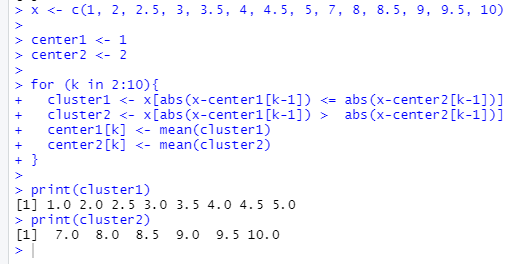 > x <- c(1, 2, 2.5, 3, 3.5, 4, 4.5, 5, 7, 8, 8.5, 9, 9.5, 10)
>
> center1 <- 1
> center2 <- 2
>
> for (k in 2:10){
+   cluster1 <- x[abs(x-center1[k-1]) <= abs(x-center2[k-1])]
+   cluster2 <- x[abs(x-center1[k-1]) >  abs(x-center2[k-1])]
+   center1[k] <- mean(cluster1)
+   center2[k] <- mean(cluster2)
+ }
>
> print(cluster1)
[1] 1.0 2.0 2.5 3.0 3.5 4.0 4.5 5.0
> print(cluster2)
[1]  7.0  8.0  8.5  9.0  9.5 10.0
>